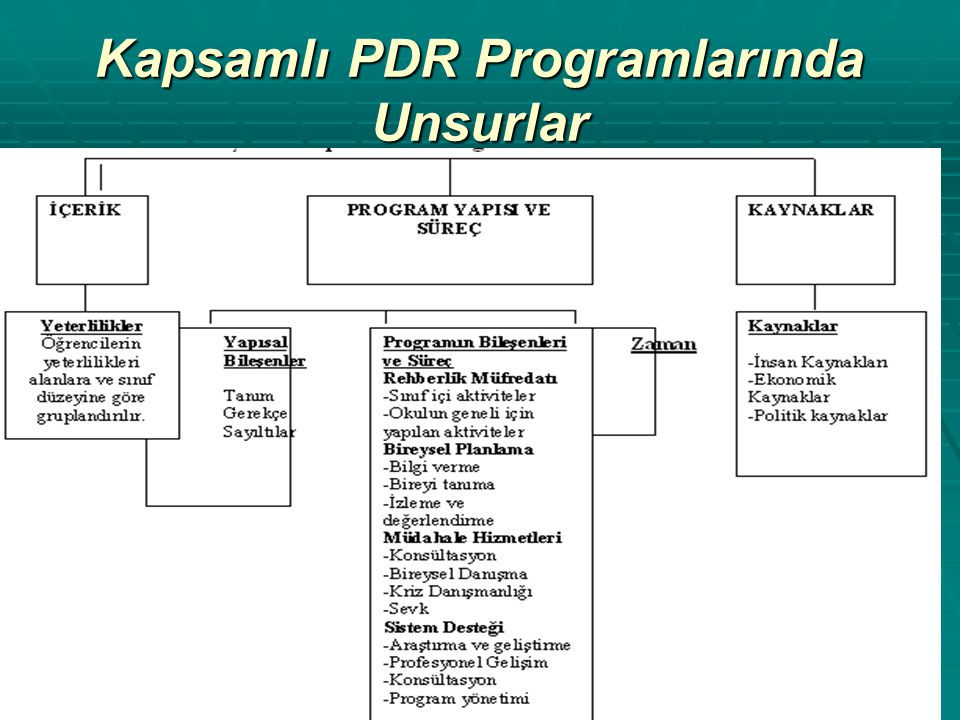 Kapsamlı PDR Programlarında
Unsurlar
İÇERİK
PROGRAM YAPISI VE
SÜREÇ
KAYNAKLAR
Yeterlilikler
Öğrencilerin
yeterlilikleri
alanlara ve sınıf
düzeyine göre
gruplandırılır.
Yapısal
Bileşenler
Tanım
Gerekçe
Sayıltılar
Programın Bileşenleri
ve Süreç
Rehberlik Müfredatı
-Sınıf içi aktiviteler
-Okulun geneli için
yapılan aktiviteler
Bireysel Planlama
-Bilgi verme
-Bireyi tanıma
-İzleme ve
değerlendirme
Müdahale Hizmetleri
-Konsültasyon
-Bireysel Danışma
-Kriz Danışmanlığı
-Sevk
Sistem Desteği
-Araştırma ve geliştirme
-Profesyonel Gelişim
-Konsültasyon
-Program yönetimi
Zaman
Kaynaklar
-İnsan Kaynakları
-Ekonomik
Kaynaklar
-Politik kaynaklar